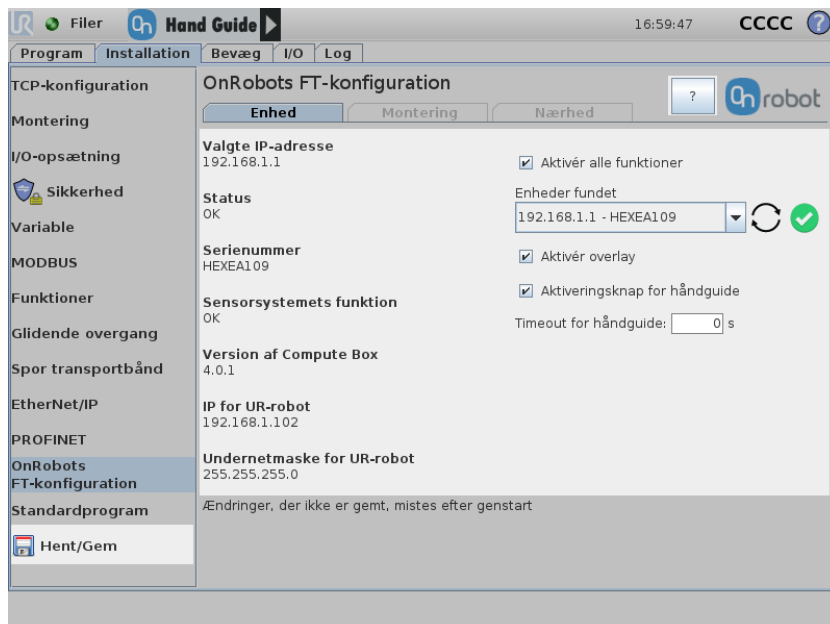 Filer
Hand Guide
16:59:47
CCCC
?
Program
Installation
Bevæg
I/O
Log
TCP-konfiguration
Montering
I/O-opsætning
Sikkerhed
Variable
MODBUS
Funktioner
Glidende overgang
Spor transportbånd
EtherNet/IP
PROFINET
OnRobots
FT-konfiguration
Standardprogram
Hent/Gem
OnRobots FT-konfiguration
?
On robot
Enhed
Montering
Nærhed
Valgte IP-adresse
192.168.1.1
Status
OK
Serienummer
HEXEA109
Sensorsystemets funktion
OK
Version af Compute Box
4.0.1
IP for UR-robot
192.168.1.102
Undernetmaske for UR-robot
255.255.255.0
Aktivér alle funktioner
Enheder fundet
192.168.1.1 - HEXEA109
Aktivér overlay
Aktiveringsknap for håndguide
Timeout for håndguide: 0 s
Ændringer, der ikke er gemt, mistes efter genstart